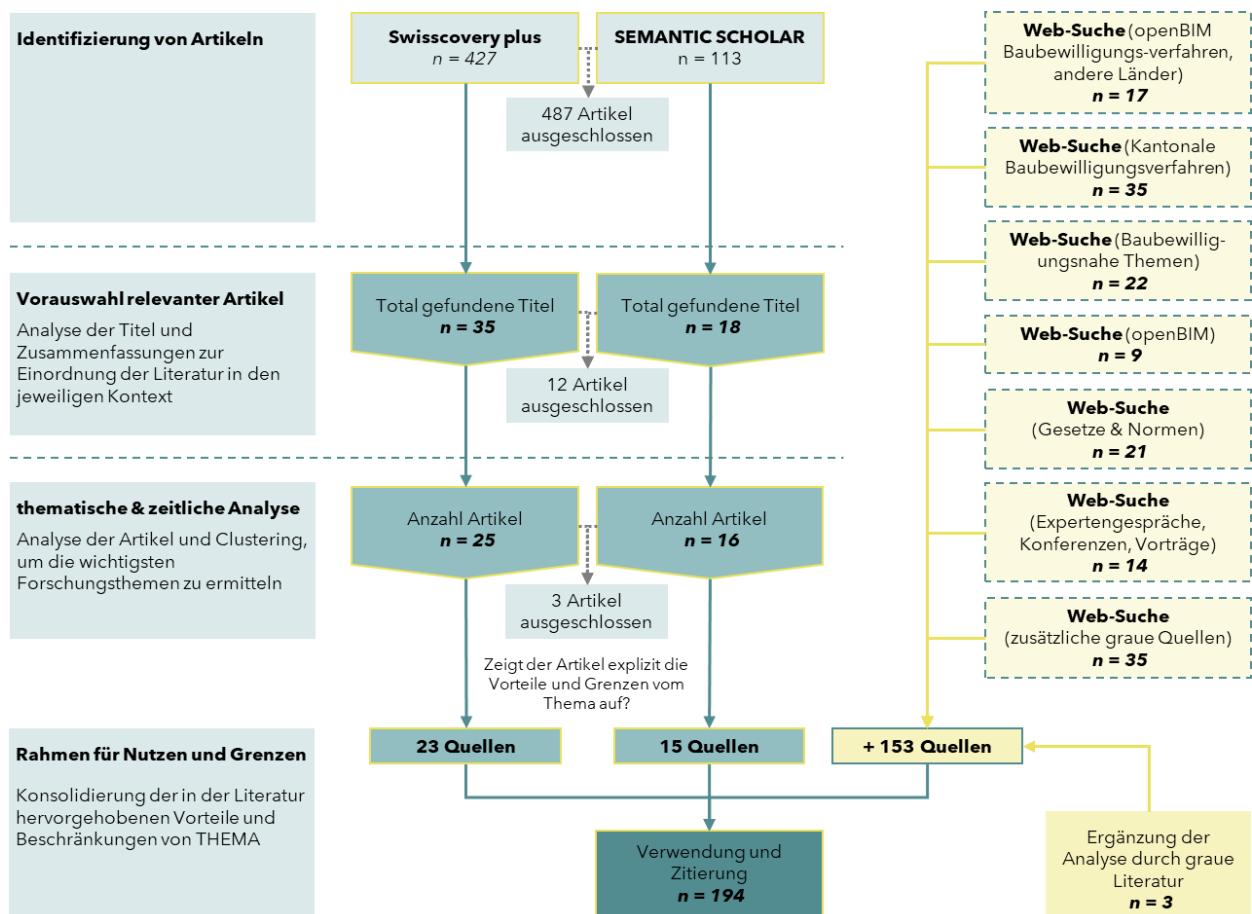 Identifizierung von Artikeln
Swisscovery plus
n = 427
SEMANTIC SCHOLAR
n = 113
487 Artikel
ausgeschlossen
Vorauswahl relevanter Artikel
Analyse der Titel und
Zusammenfassungen zur
Einordnung der Literatur in den
jeweiligen Kontext
Total gefundene Titel
n = 35
Total gefundene Titel
n = 18
12 Artikel
ausgeschlossen
thematische & zeitliche Analyse
Analyse der Artikel und Clustering,
um die wichtigsten
Forschungsthemen zu ermitteln
Anzahl Artikel
n = 25
Anzahl Artikel
n = 16
3 Artikel
ausgeschlossen
Zeigt der Artikel explizit die
Vorteile und Grenzen vom
Thema auf?
Rahmen für Nutzen und Grenzen
Konsolidierung der in der Literatur
hervorgehobenen Vorteile und
Beschränkungen von THEMA
23 Quellen
15 Quellen
+ 153 Quellen
Verwendung und
Zitierung
n = 194
Web-Suche (openBIM
Baubewilligungs-verfahren,
andere Länder)
n = 17
Web-Suche (Kantonale
Baubewilligungsverfahren)
n = 35
Web-Suche (Baubewillig-
ungsnahe Themen)
n = 22
Web-Suche (openBIM)
n = 9
Web-Suche
(Gesetze & Normen)
n = 21
Web-Suche
(Expertengespräche,
Konferenzen, Vorträge)
n = 14
Web-Suche
(zusätzliche graue Quellen)
n = 35
Ergänzung der
Analyse durch graue
Literatur
n = 3